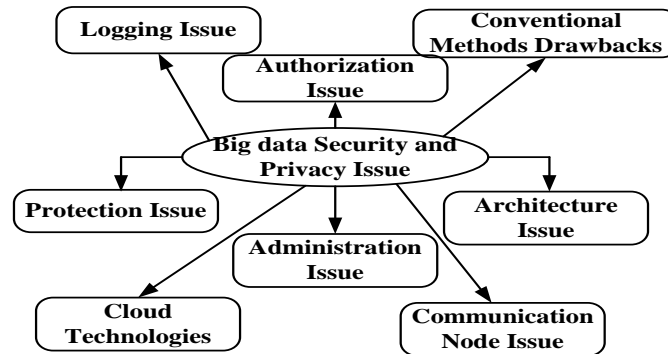 Logging Issue
Conventional
Methods Drawbacks
Authorization
Issue
Big data Security and
Privacy Issue
Protection Issue
Architecture
Issue
Administration
Issue
Cloud
Technologies
Communication
Node Issue